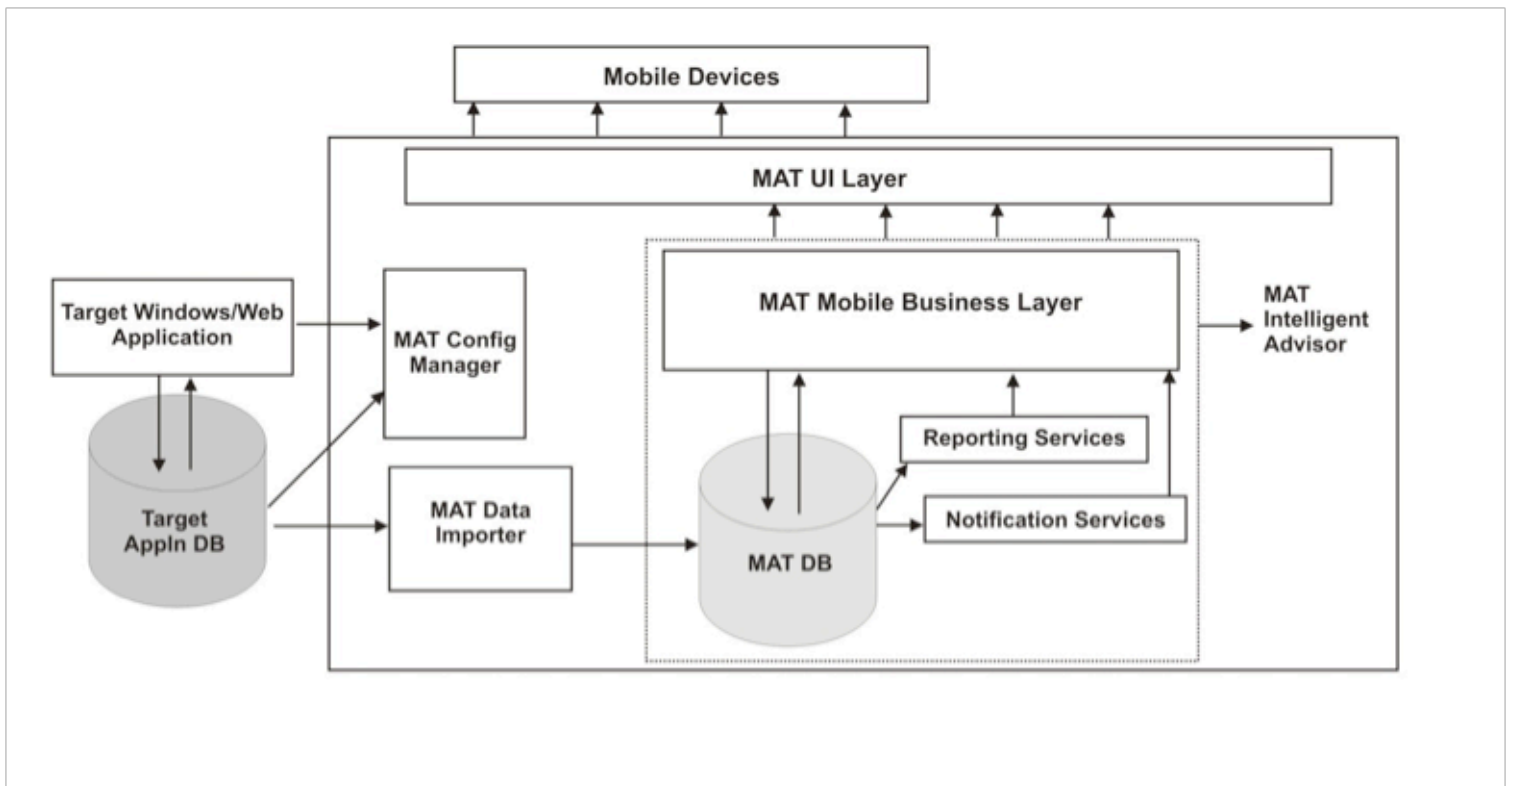 Mobile Devices
MAT UI Layer
Target Windows/Web
Application
MAT Config
Manager
MAT Mobile Business Layer
MAT
Intelligent
Advisor
Target
AppIn DB
MAT Data
Importer
MAT DB
Reporting Services
Notification Services